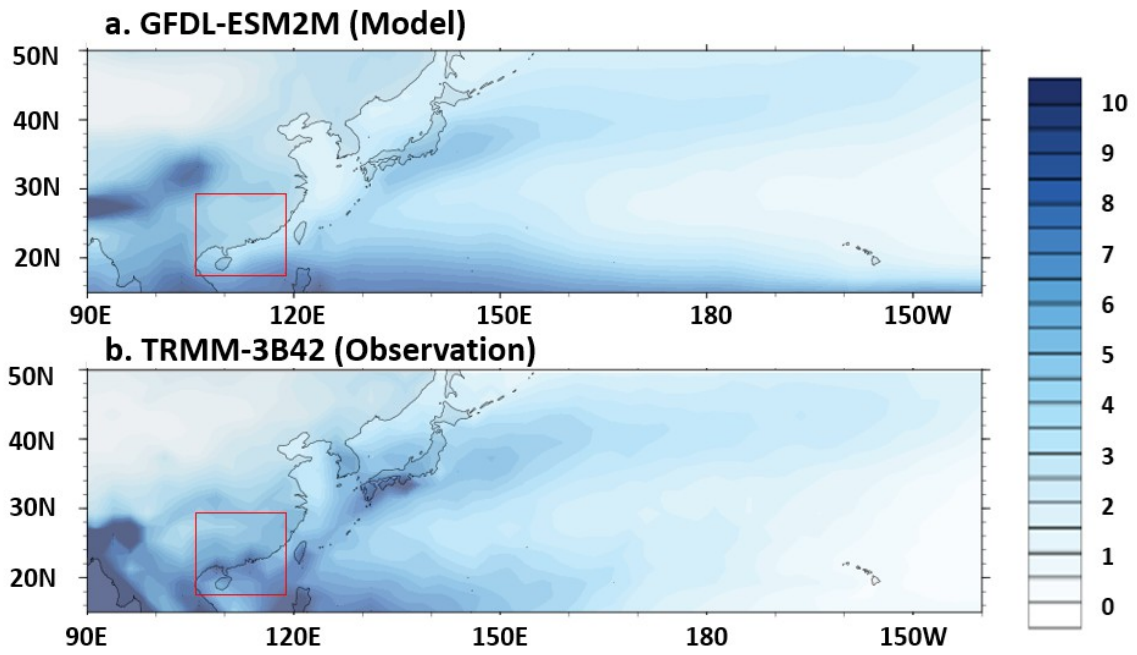 a. GFDL-ESM2M (Model)
50N
40N
30N
20N
90E 120E 150E 180 150W
b. TRMM-3B42 (Observation)
50N
40N
30N
20N
90E 120E 150E 180 150W
10
9
8
7
6
5
4
3
2
1
0